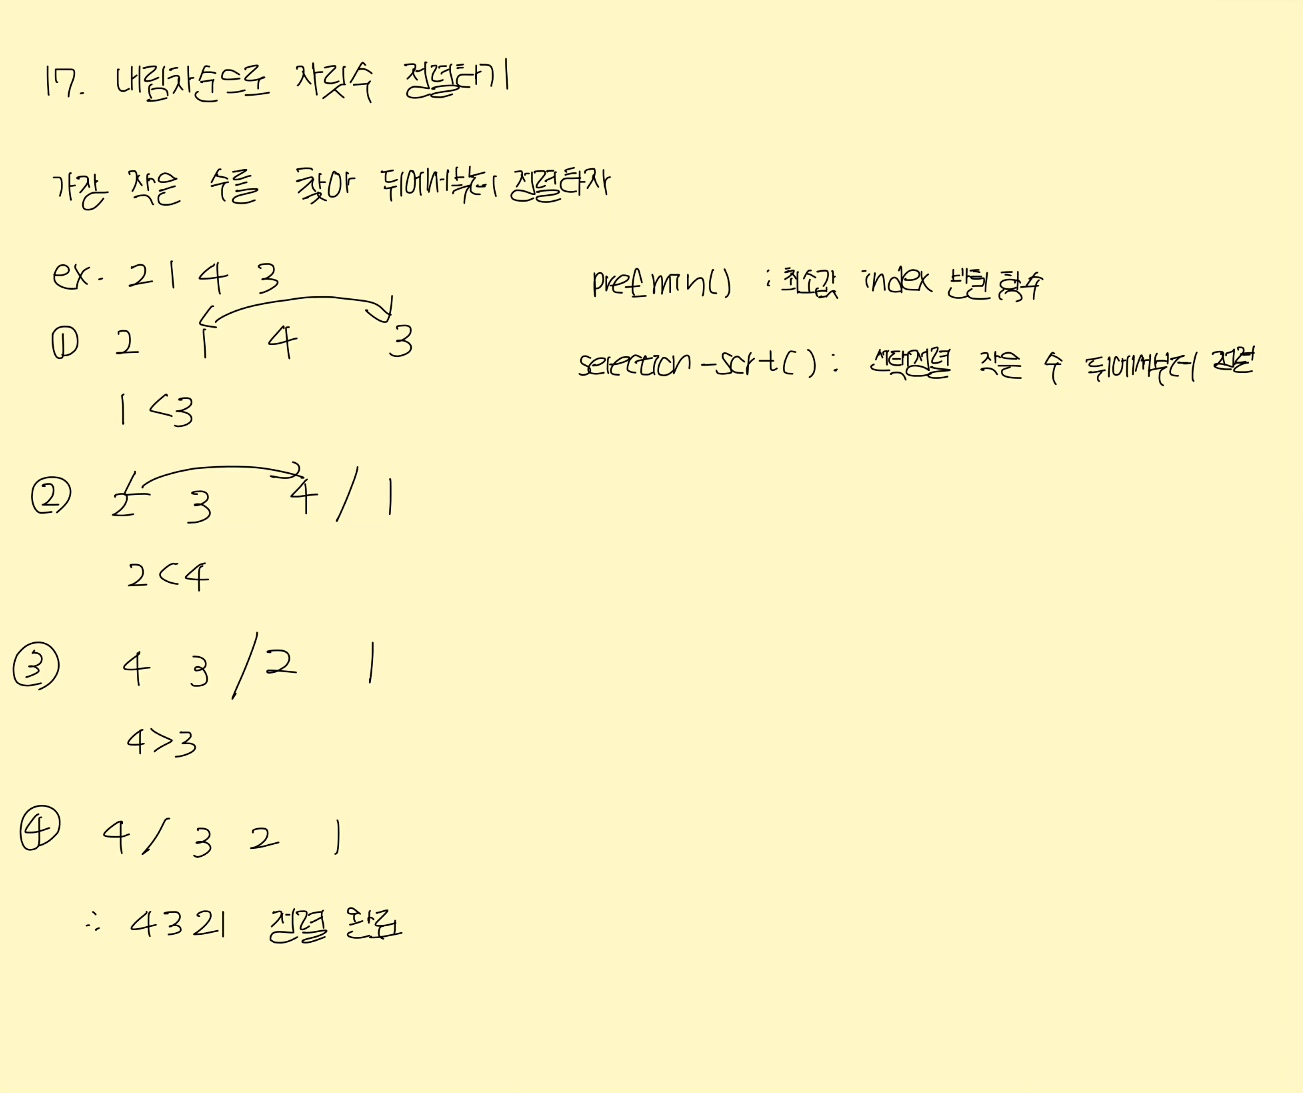 17. 내림차순으로 자릿수 정렬하기
가장 작은 수를 찾아 뒤에서부터 정렬하자
ex. 2 1 4 3
① 2 1 4 3
1 < 3
② 2 3 4 / 1
2 < 4
③ 4 3 / 2 1
4 > 3
④ 4 / 3 2 1
∴ 4321 정렬 완료
pref_min() : 최소값 index 반환 함수
selection-sort() : 선택정렬 작은 수 뒤에서부터 정렬